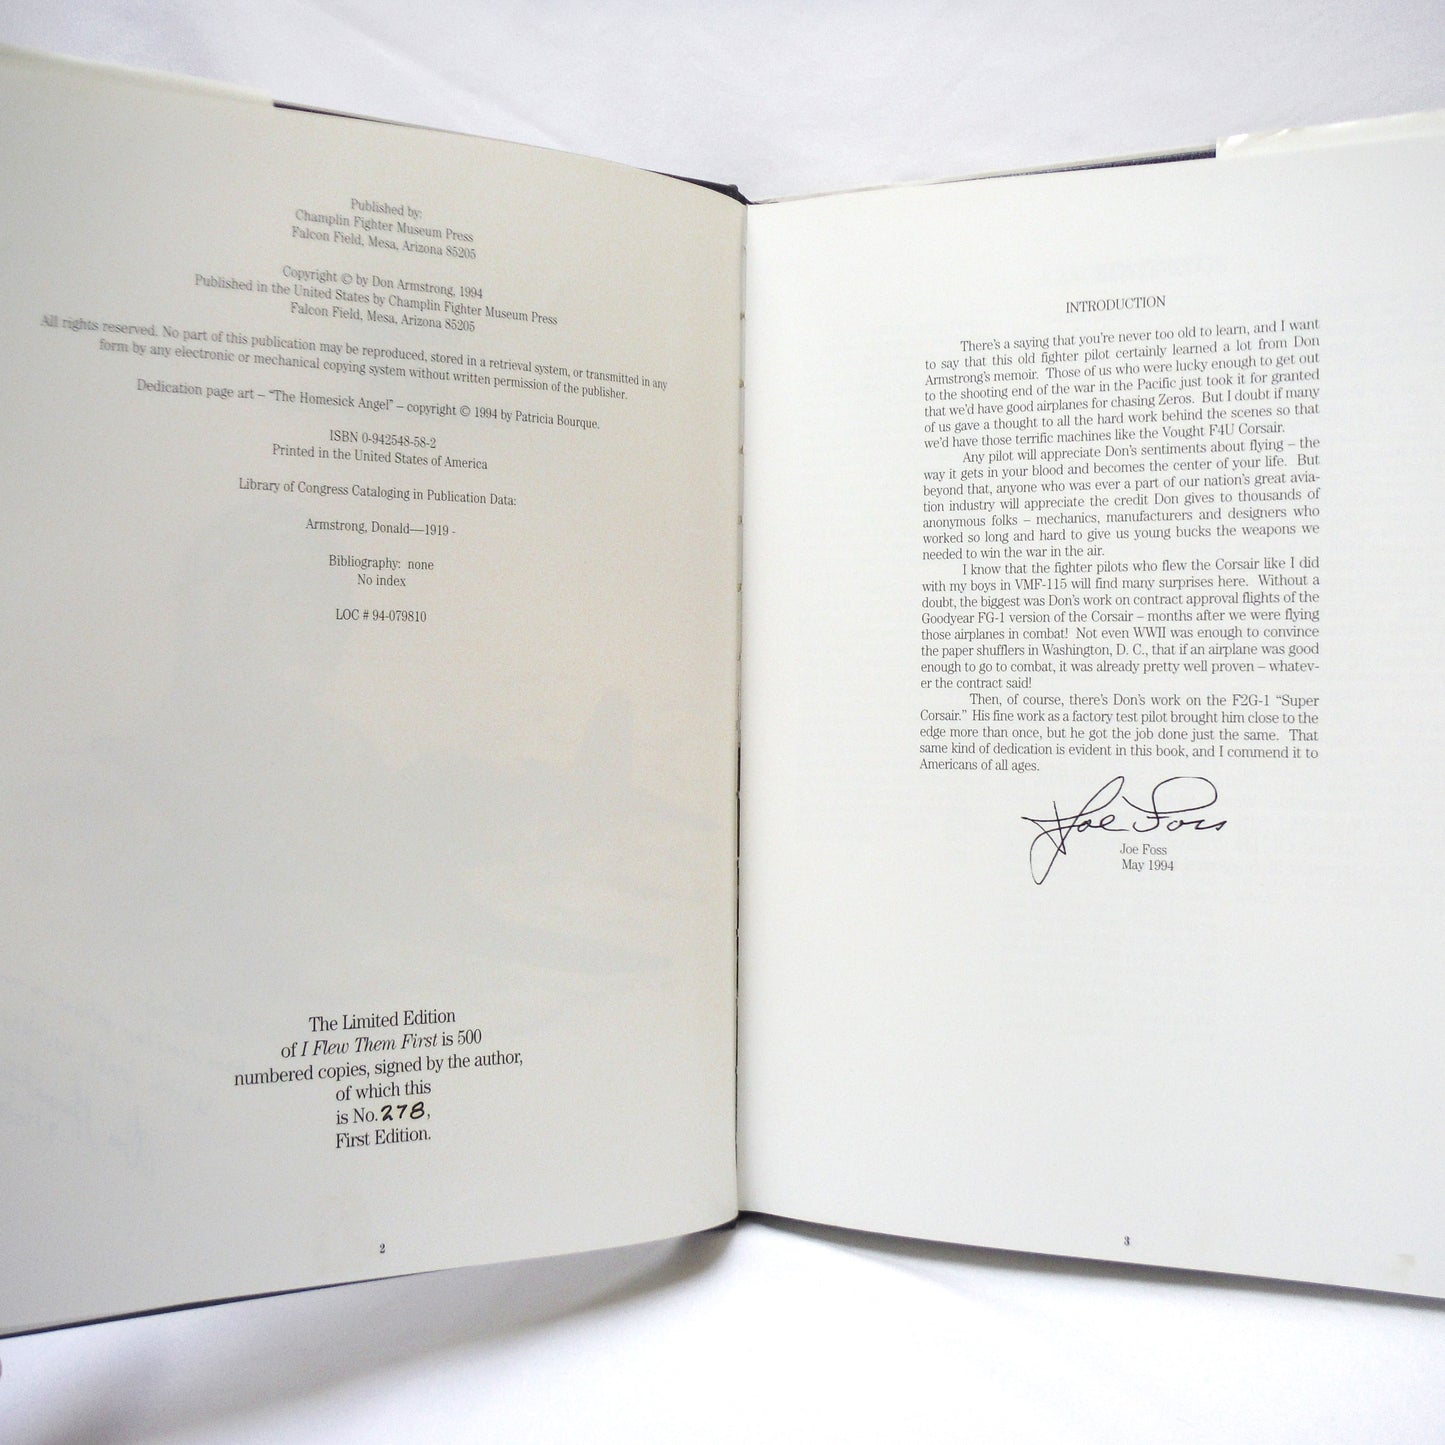 Published by:
Champlin Fighter Museum Press
Falcon Field, Mesa, Arizona 85205
Copyright © by Don Armstrong, 1994
Published in the United States by Champlin Fighter Museum Press
Falcon Field, Mesa, Arizona 85205
All rights reserved. No part of this publication may be reproduced, stored in a retrieval system, or transmitted in any
form by any electronic or mechanical copying system without written permission of the publisher.
Dedication page art – "The Homesick Angel" – copyright © 1994 by Patricia Bourque.
ISBN 0-942548-58-2
Printed in the United States of America
Library of Congress Cataloging in Publication Data:
Armstrong, Donald—1919 -
Bibliography: none
No index
LOC # 94-079810
The Limited Edition
of I Flew Them First is 500
numbered copies, signed by the author,
of which this
is No. 278,
First Edition.
2
INTRODUCTION
There's a saying that you're never too old to learn, and I want
to say that this old fighter pilot certainly learned a lot from Don
Armstrong's memoir. Those of us who were lucky enough to get out
to the shooting end of the war in the Pacific just took it for granted
that we'd have good airplanes for chasing Zeros. But I doubt if many
of us gave a thought to all the hard work behind the scenes so that
we'd have those terrific machines like the Vought F4U Corsair.
Any pilot will appreciate Don's sentiments about flying – the
way it gets in your blood and becomes the center of your life. But
beyond that, anyone who was ever a part of our nation's great avia-
tion industry will appreciate the credit Don gives to thousands of
anonymous folks – mechanics, manufacturers and designers who
worked so long and hard to give us young bucks the weapons we
needed to win the war in the air.
I know that the fighter pilots who flew the Corsair like I did
with my boys in VMF-115 will find many surprises here. Without a
doubt, the biggest was Don's work on contract approval flights of the
Goodyear FG-1 version of the Corsair – months after we were flying
those airplanes in combat! Not even WWII was enough to convince
the paper shufflers in Washington, D. C., that if an airplane was good
enough to go to combat, it was already pretty well proven – whatev-
er the contract said!
Then, of course, there's Don's work on the F2G-1 "Super
Corsair." His fine work as a factory test pilot brought him close to the
edge more than once, but he got the job done just the same. That
same kind of dedication is evident in this book, and I commend it to
Americans of all ages.
Joe Foss
Joe Foss
May 1994
3